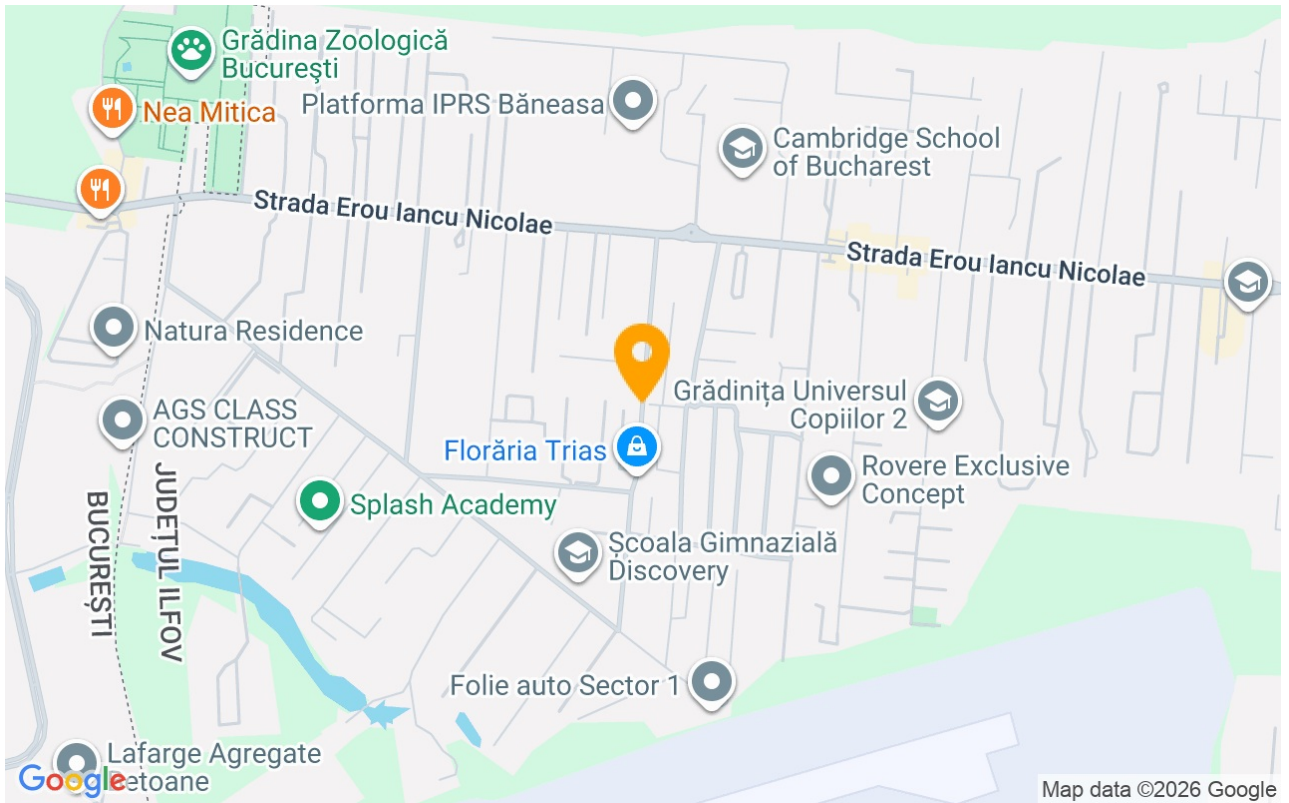 Grădina Zoologică
București
Nea Mitica
Platforma IPRS Băneasa
Cambridge School
of Bucharest
Strada Erou Iancu Nicolae
Strada Erou Iancu Nicolae
Natura Residence
Grădinița Universul
Copiilor 2
AGS CLASS
CONSTRUCT
Florăria Trias
Rovere Exclusive
Concept
Splash Academy
JUDEȚUL ILFOV
BUCUREȘTI
Școala Gimnazială
Discovery
Folie auto Sector 1
Lafarge Agregate
Betoane
Google
Map data ©2026 Google